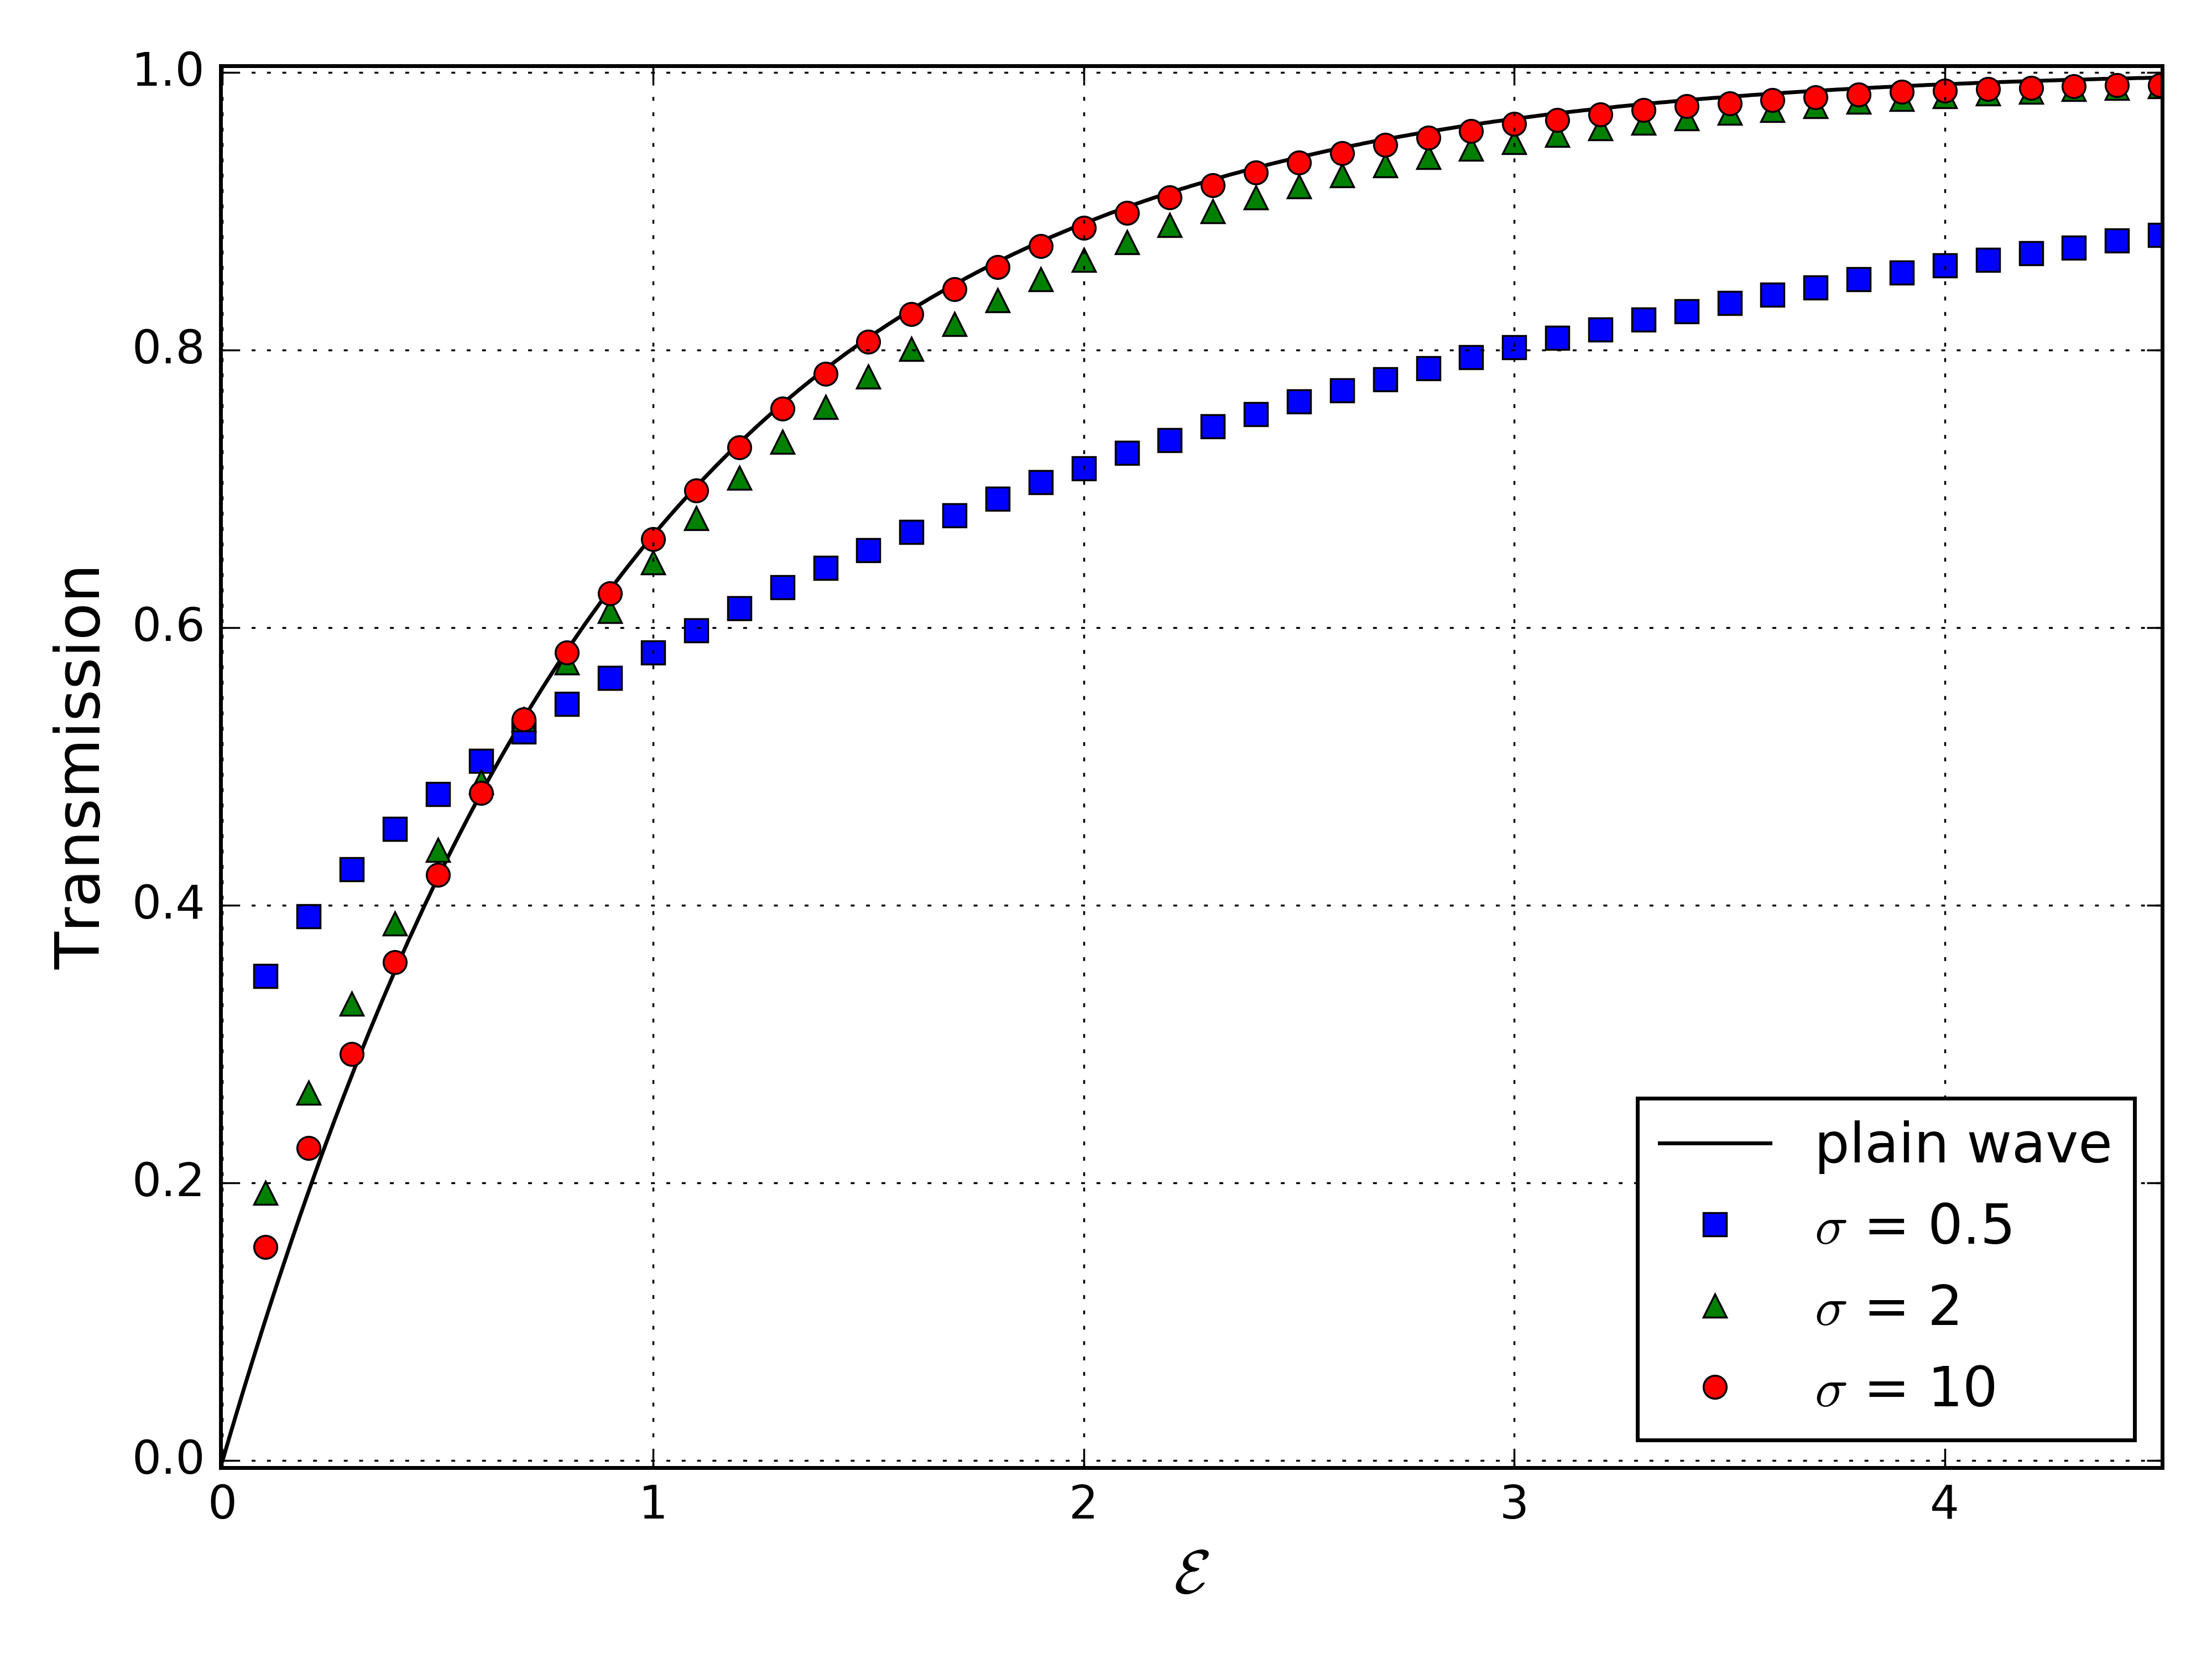 1.0
0.8
0.6
0.4
0.2
0.0
Transmission
0 1 2 3 4
ℰ
plain wave
σ = 0.5
σ = 2
σ = 10